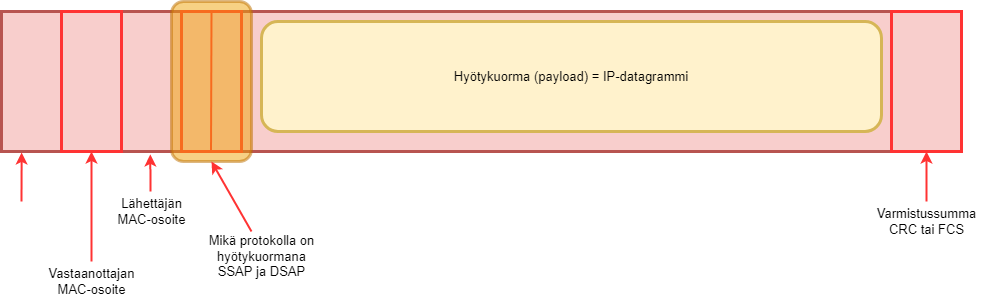 Hyötykuorma (payload) = IP-datagrammi
Lähettäjän
MAC-osoite
Varmistussumma
CRC tai FCS
Mikä protokolla on
hyötykuormana
SSAP ja DSAP
Vastaanottajan
MAC-osoite